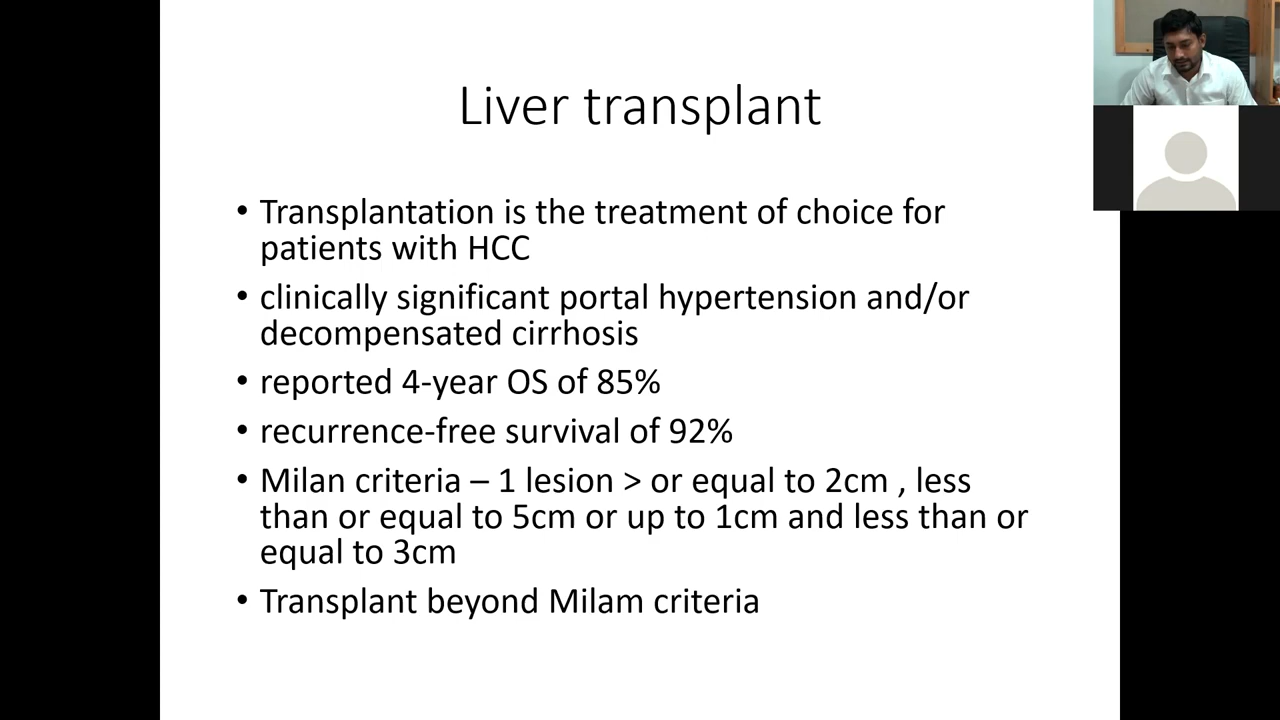 Liver transplant
• Transplantation is the treatment of choice for
patients with HCC
• clinically significant portal hypertension and/or
decompensated cirrhosis
• reported 4-year OS of 85%
• recurrence-free survival of 92%
• Milan criteria – 1 lesion > or equal to 2cm , less
than or equal to 5cm or up to 1cm and less than or
equal to 3cm
• Transplant beyond Milam criteria